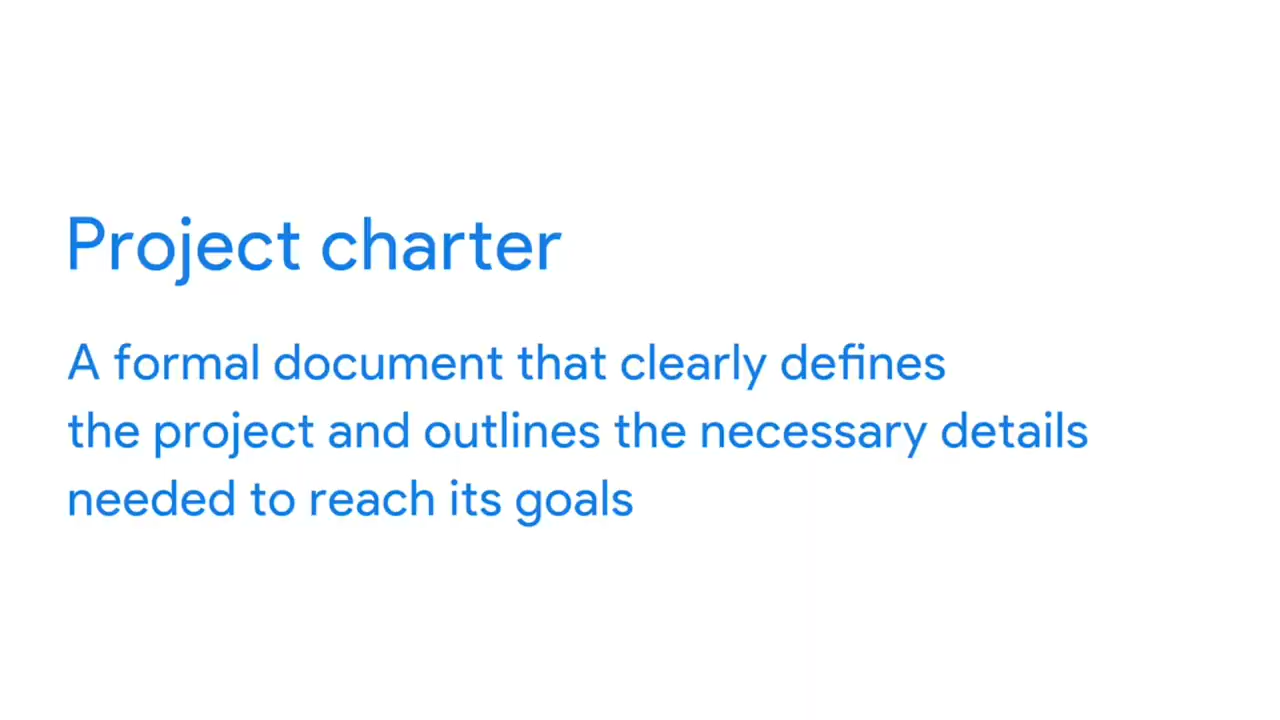 Project charter
A formal document that clearly defines
the project and outlines the necessary details
needed to reach its goals